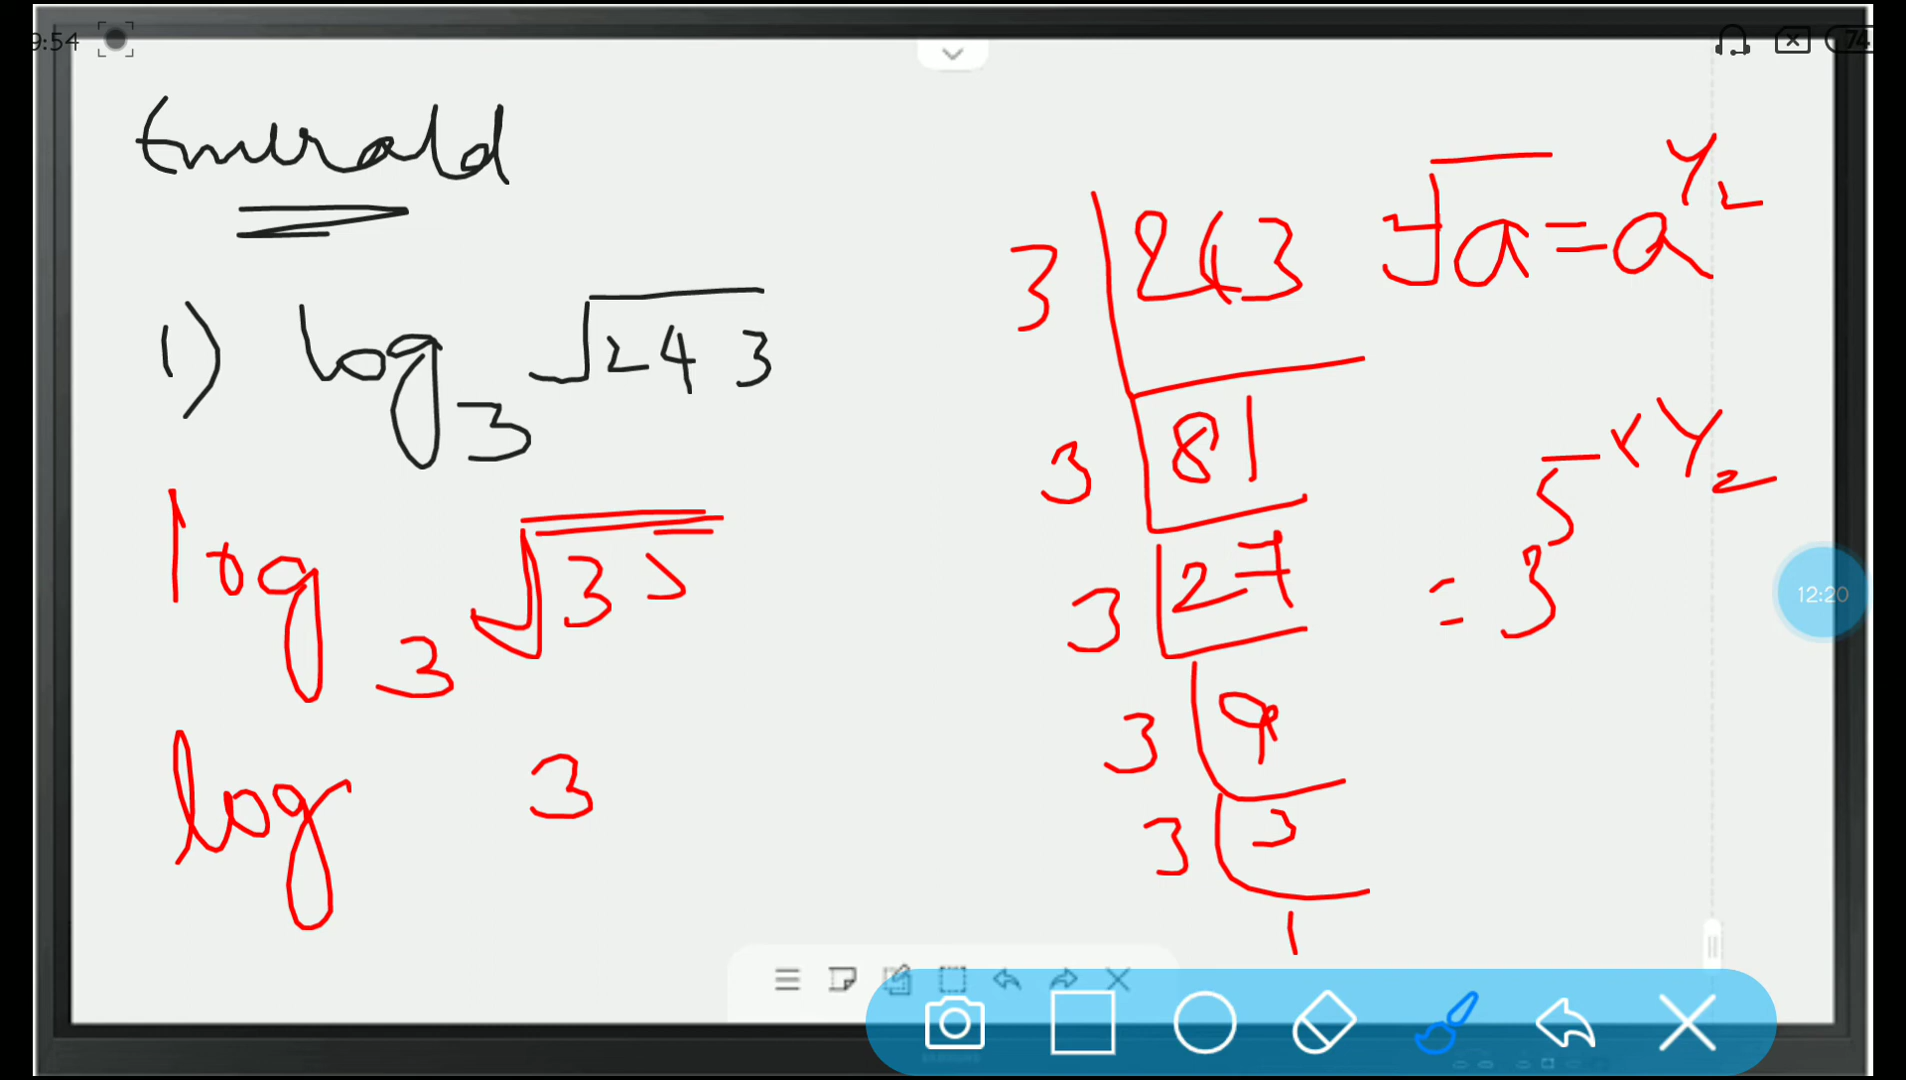 9:54
74
Emerald
1) log₃ √243
log₃ √3⁵
log 3
3 | 243
3 | 81
3 | 27
3 | 9
3 | 3
1
√a = a^1/2
= 3^5×1/2
12:20